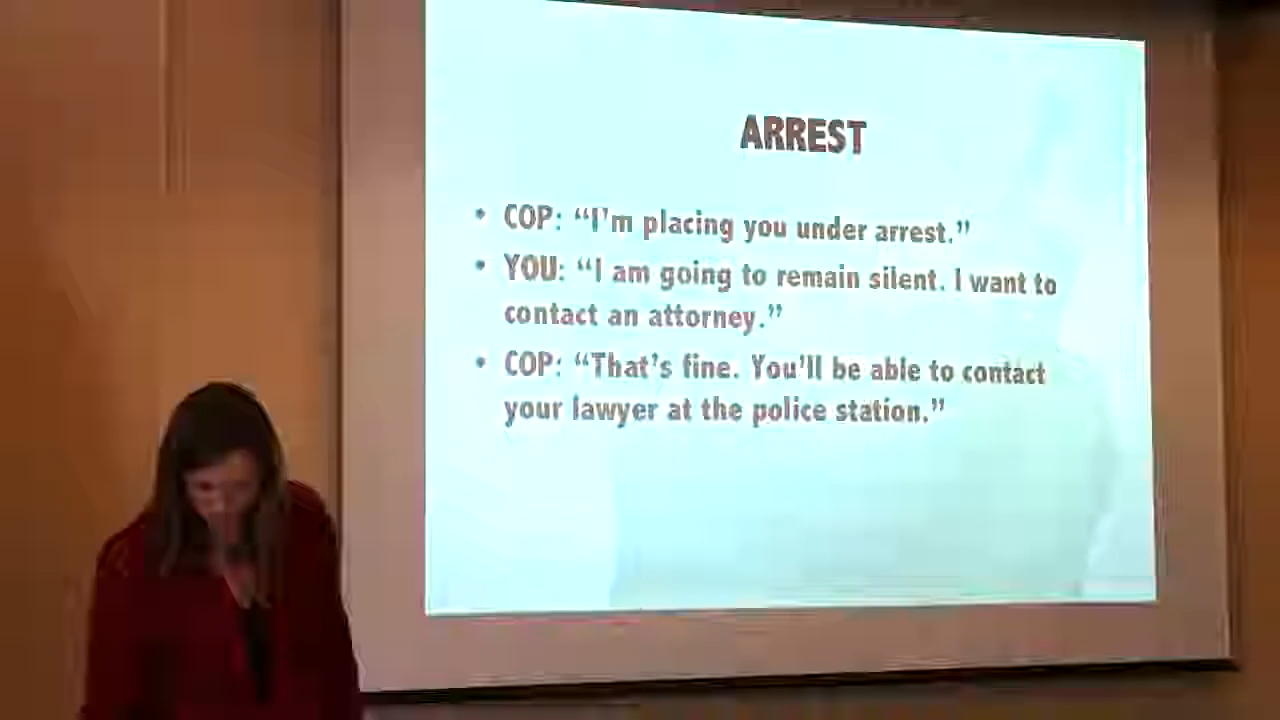 ARREST
• COP: “I’m placing you under arrest.”
• YOU: “I am going to remain silent. I want to
contact an attorney.”
• COP: “That’s fine. You’ll be able to contact
your lawyer at the police station.”